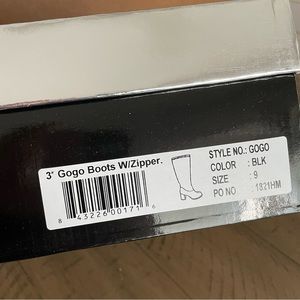 3' Gogo Boots W/Zipper.
8 43226 00171 6
STYLE NO.: GOGO
COLOR : BLK
SIZE : 9
PO NO : 1821HM